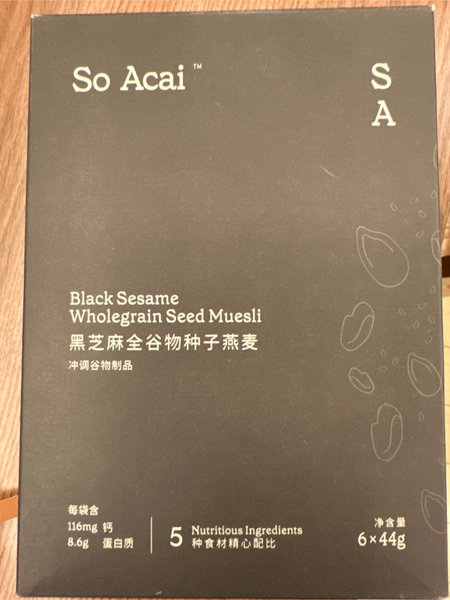 So Acai™
S
A
Black Sesame
Wholegrain Seed Muesli
黑芝麻全谷物种子燕麦
冲调谷物制品
每袋含
116mg 钙
8.6g 蛋白质
5 Nutritious Ingredients
种食材精心配比
净含量
6×44g